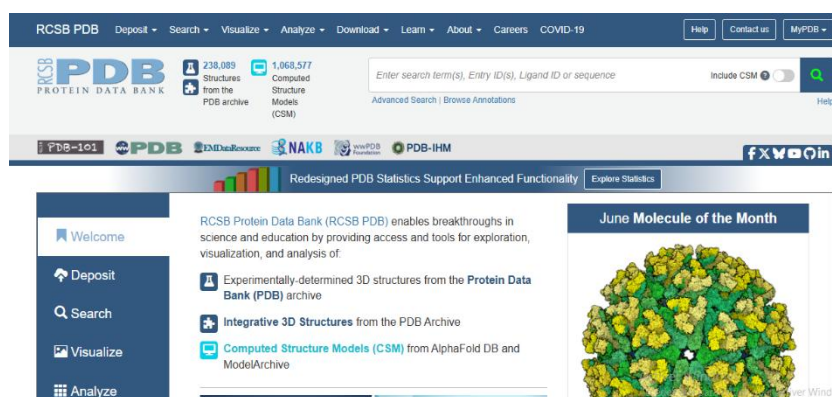 RCSB PDB Deposit Search Visualize Analyze Download Learn About Careers COVID-19 Help Contact us MyPDB
RCSB
PDB
PROTEIN DATA BANK
238,089
Structures
from the
PDB archive
1,068,577
Computed
Structure
Models
(CSM)
Enter search term(s), Entry ID(s), Ligand ID or sequence
Include CSM
Advanced Search | Browse Annotations
Help
PDB-101 PDB EMDataResource NAKB wwPDB Foundation PDB-IHM
Redesigned PDB Statistics Support Enhanced Functionality Explore Statistics
Welcome
Deposit
Search
Visualize
Analyze
RCSB Protein Data Bank (RCSB PDB) enables breakthroughs in
science and education by providing access and tools for exploration,
visualization, and analysis of:
Experimentally-determined 3D structures from the Protein Data
Bank (PDB) archive
Integrative 3D Structures from the PDB Archive
Computed Structure Models (CSM) from AlphaFold DB and
ModelArchive
June Molecule of the Month